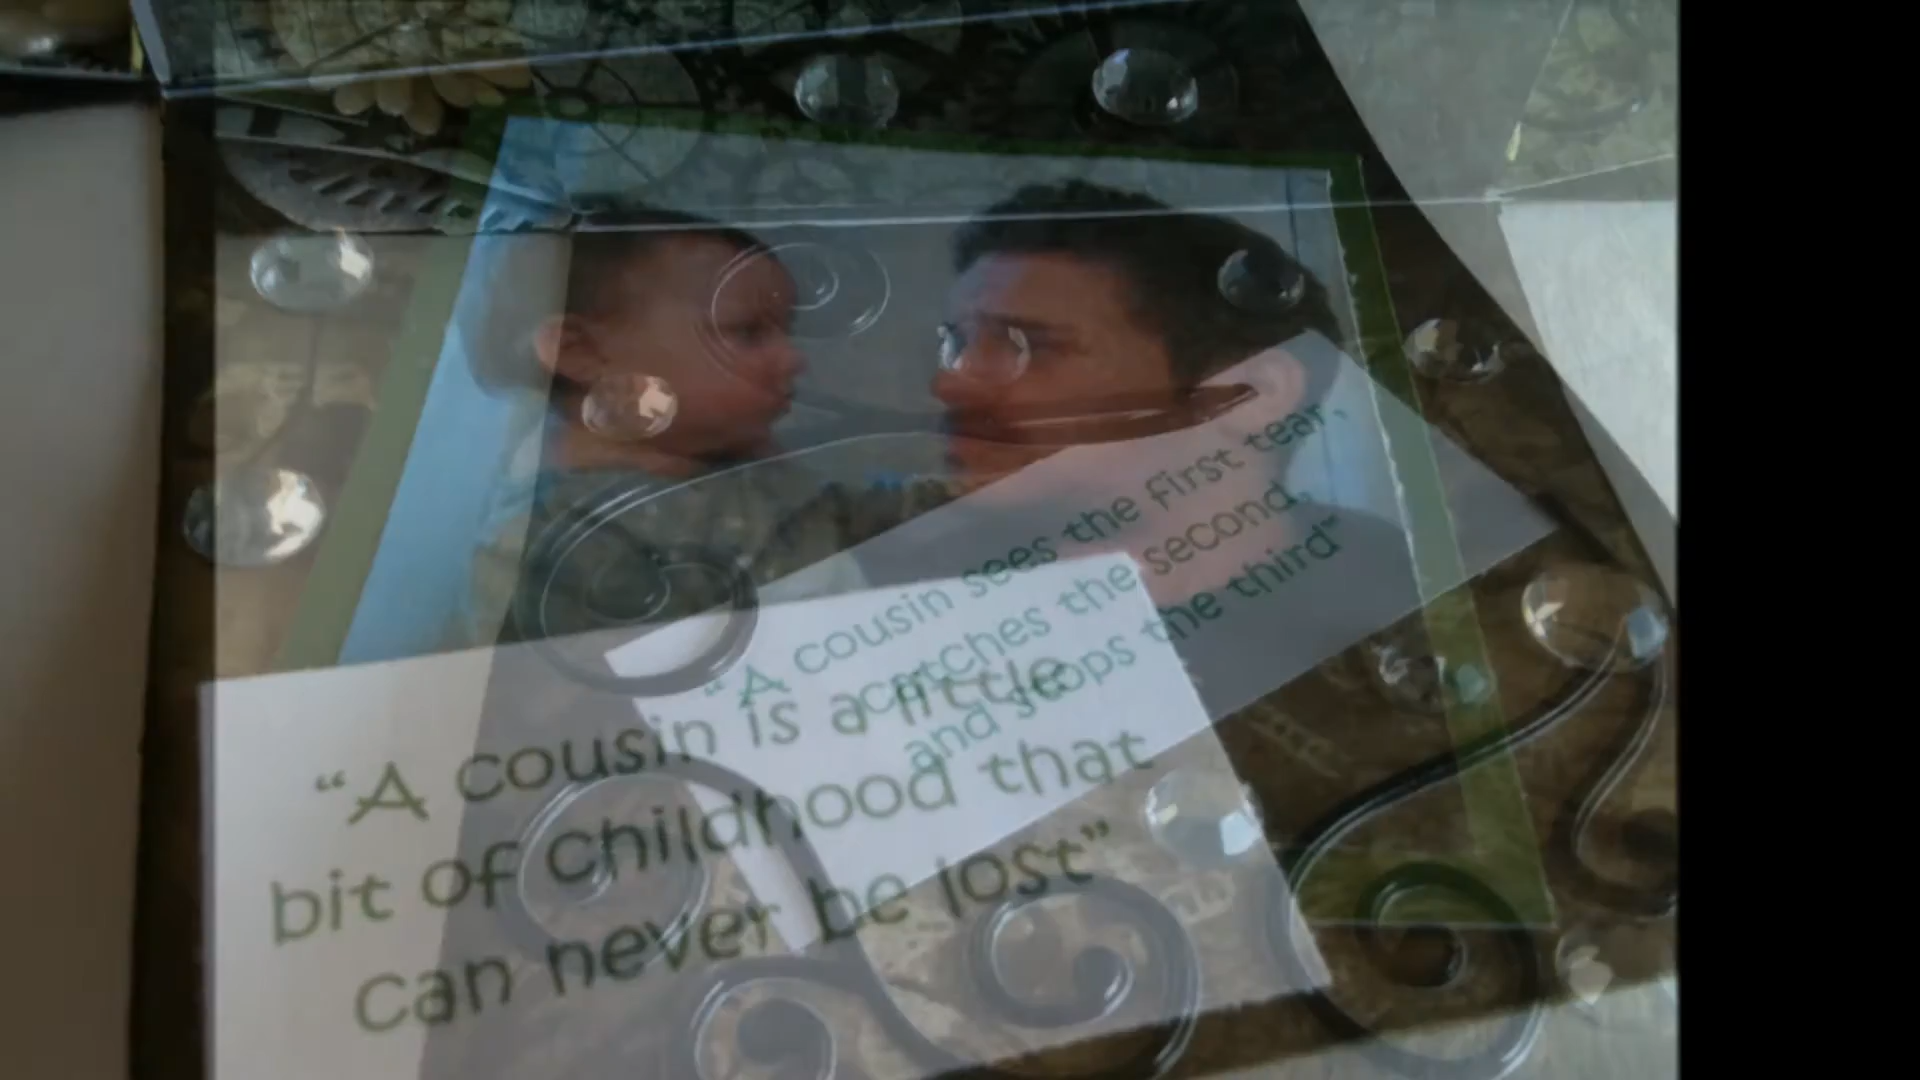 “A cousin sees the first tear,
catches the second,
and stops the third”
“A cousin is a little
bit of childhood that
can never be lost”